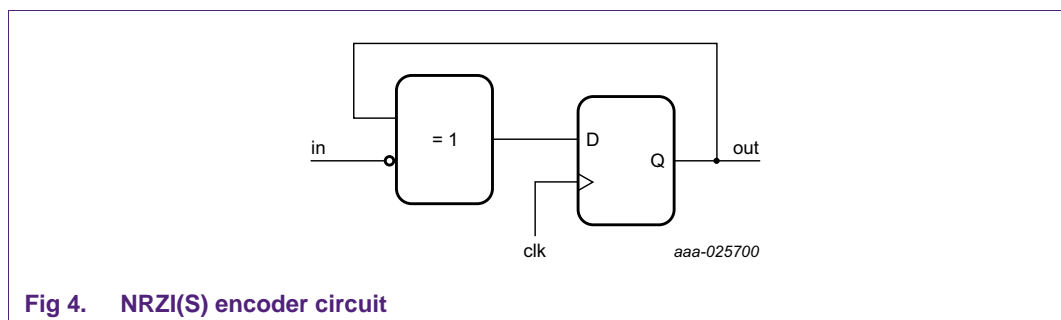 = 1
in
D
Q
out
clk
aaa-025700
Fig 4. NRZI(S) encoder circuit